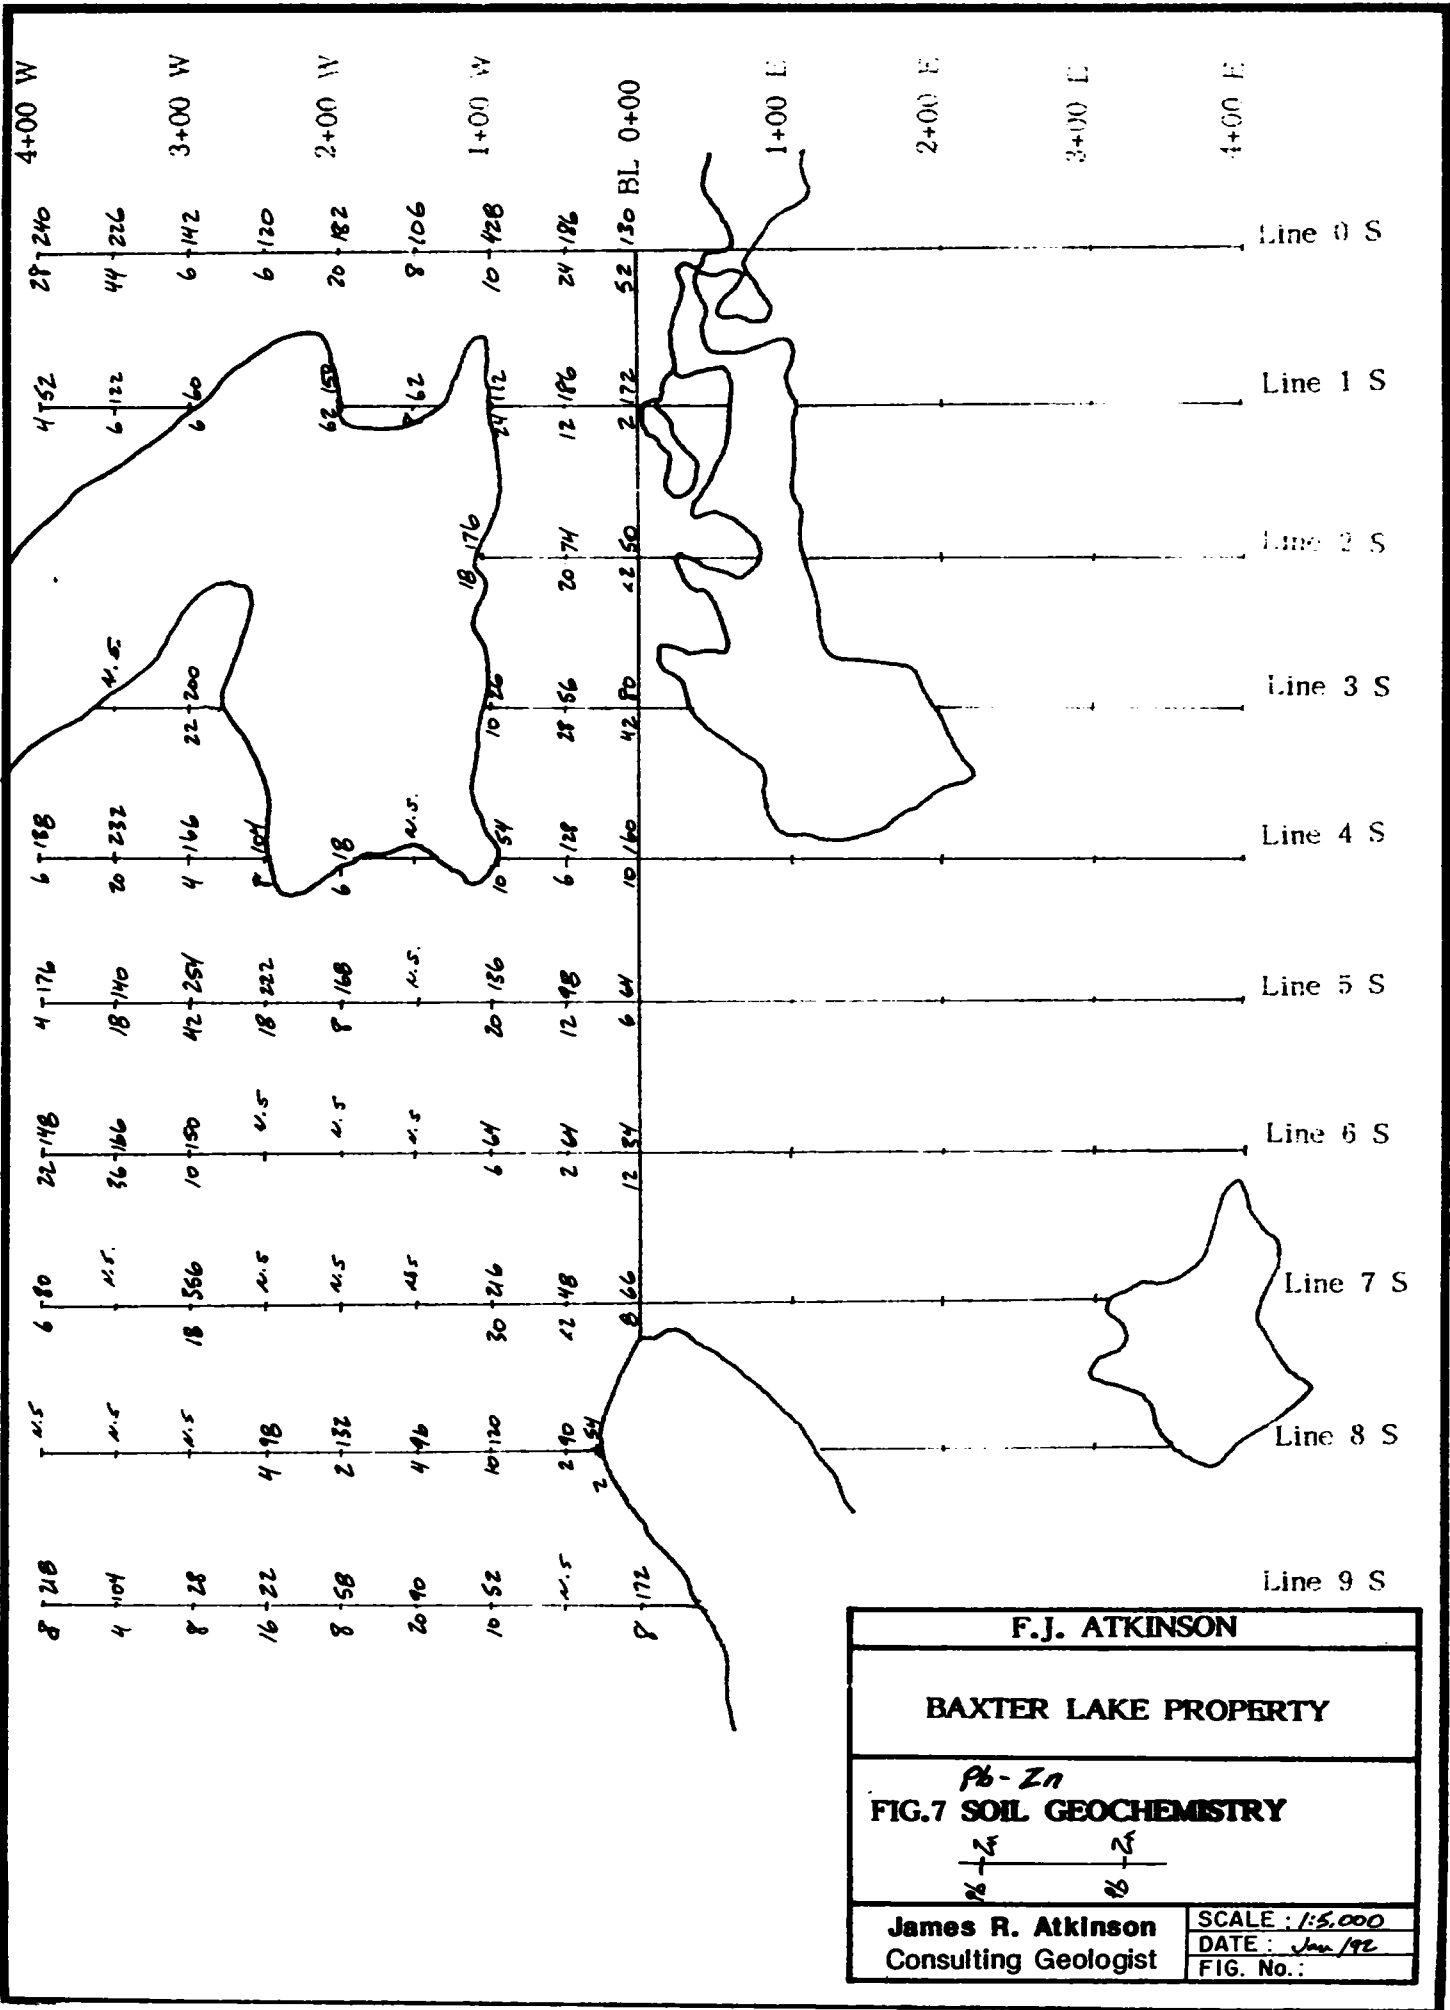 4+00 W
3+00 W
2+00 W
1+00 W
BL 0+00
1+00 E
2+00 E
3+00 E
4+00 E
28 240
44 226
6 142
6 120
20 182
8 106
10 428
24 186
52 130
Line 0 S
4 52
6 122
6 60
62 150
62
24 112
12 186
2 172
Line 1 S
18 176
20 74
<2 50
Line 2 S
N.S.
22 200
10 26
28 56
42 80
Line 3 S
6 138
20 232
4 166
8 104
6 18
N.S.
10 54
6 128
10 160
Line 4 S
4 176
18 140
42 254
18 222
8 168
N.S.
20 136
12 98
6 64
Line 5 S
22 148
36 166
10 150
N.S
N.S
N.S
6 64
2 64
12 34
Line 6 S
6 80
N.S.
18 366
N.S
N.S
N.S
30 216
<2 48
8 66
Line 7 S
N.S
N.S
N.S
4 98
2 132
4 96
10 120
2 90
2 54
Line 8 S
8 218
4 104
8 28
16 22
8 58
20 90
10 52
N.S
8 172
Line 9 S
F.J. ATKINSON
BAXTER LAKE PROPERTY
Pb-Zn
FIG.7 SOIL GEOCHEMISTRY
Zn Zn
Pb Pb
James R. Atkinson
Consulting Geologist
SCALE : 1:5,000
DATE : Jan/92
FIG. No.: